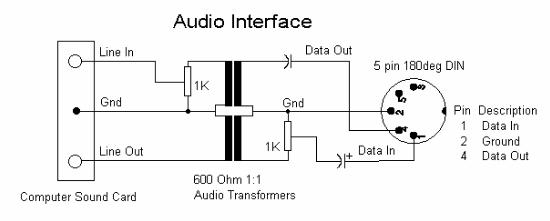 Audio Interface
Line In
Data Out
5 pin 180deg DIN
1K
Gnd
Gnd
Pin Description
1 Data In
2 Ground
4 Data Out
5
3
2
4
1
1K
Line Out
+
Data In
600 Ohm 1:1
Audio Transformers
Computer Sound Card